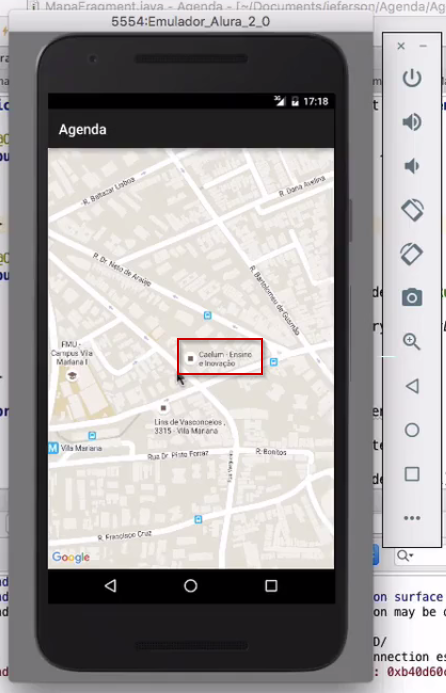 MapaFragment.java - Agenda - [~/Documents/jeferson/Agenda/Ag
5554:Emulador_Alura_2_0
17:18
Agenda
R. Baltazar Lisboa
R. Dona Avelina
R. Dr. Neto de Araújo
R. Bartolomeu de Gusmão
FMU -
Campus Vila
Mariana I
Caelum - Ensino
e Inovação
Lins de Vasconcelos ,
3315 - Vila Mariana
M Vila Mariana
Rua Dr. Pinto Ferraz
R. Bonitos
R. Francisco Cruz
Google
on surface
on may be
D/
nnection es
: 0xb40d60